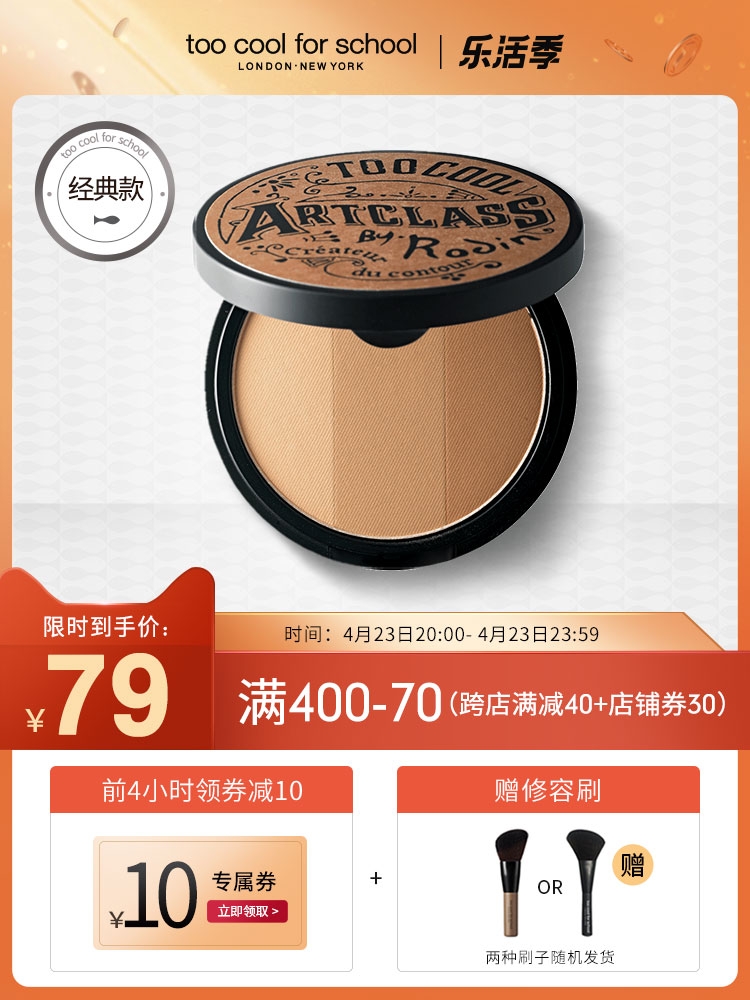 too cool for school
LONDON·NEWYORK
乐活季
too cool for school
经典款
TOO COOL
ARTCLASS
By Rodin
Créateur
du contour
限时到手价：
¥79
时间：4月23日20:00- 4月23日23:59
满400-70（跨店满减40+店铺券30）
前4小时领券减10
¥10
专属券
立即领取 >
+
赠修容刷
OR
赠
两种刷子随机发货